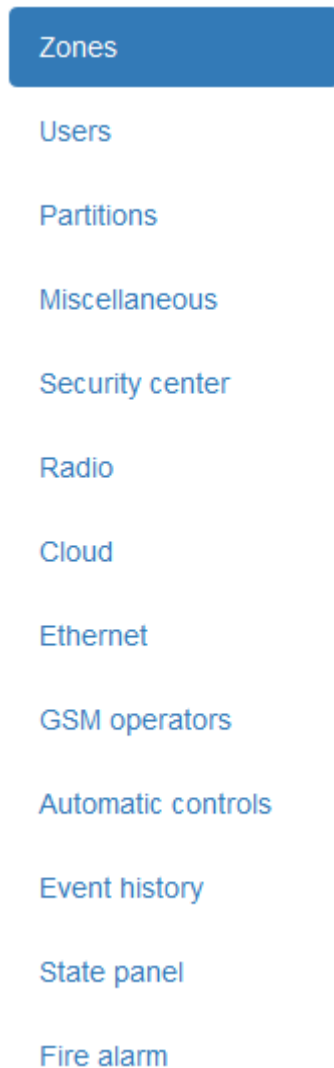 Zones
Users
Partitions
Miscellaneous
Security center
Radio
Cloud
Ethernet
GSM operators
Automatic controls
Event history
State panel
Fire alarm